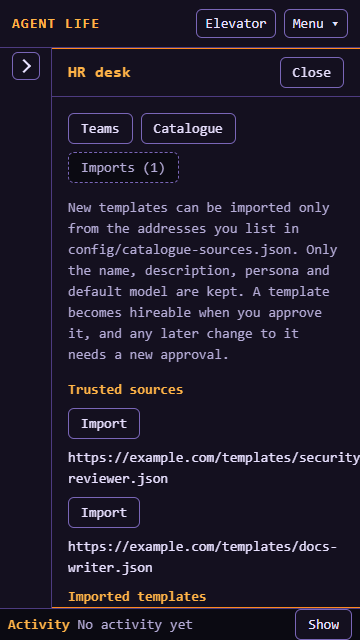 AGENT LIFE
Elevator
Menu ▾
HR desk
Close
Teams
Catalogue
Imports (1)
New templates can be imported only
from the addresses you list in
config/catalogue-sources.json. Only
the name, description, persona and
default model are kept. A template
becomes hireable when you approve
it, and any later change to it
needs a new approval.
Trusted sources
Import
https://example.com/templates/security
reviewer.json
Import
https://example.com/templates/docs-
writer.json
Imported templates
Activity No activity yet
Show